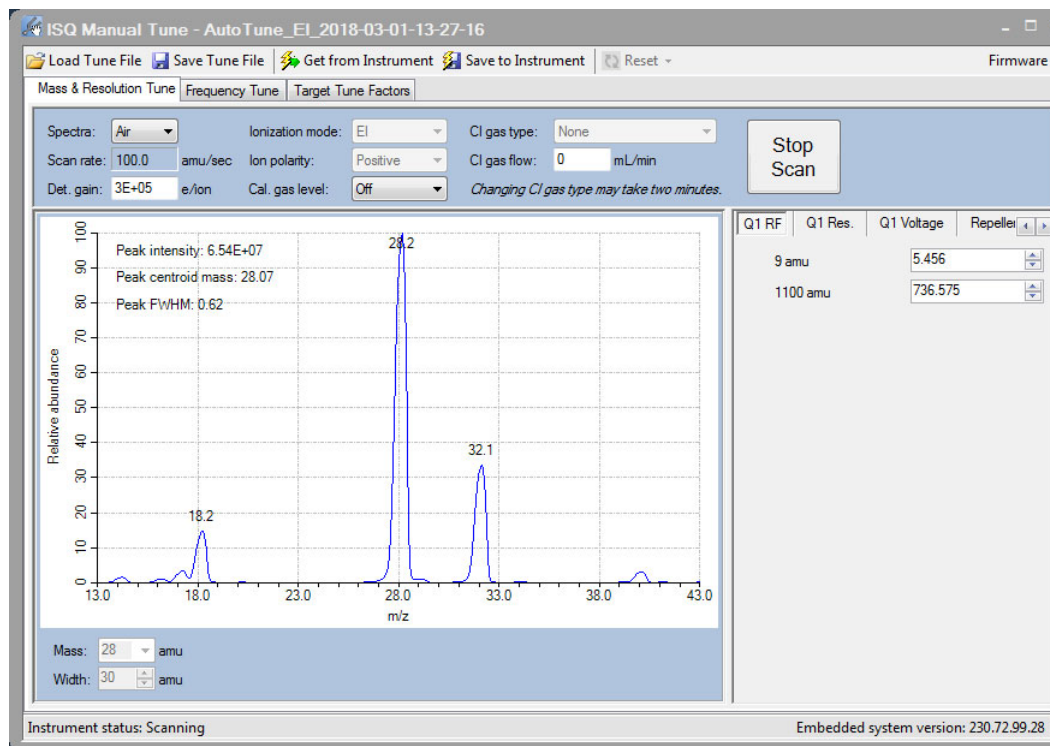 ISQ Manual Tune - AutoTune_EI_2018-03-01-13-27-16
Load Tune File Save Tune File Get from Instrument Save to Instrument Reset Firmware
Mass & Resolution Tune Frequency Tune Target Tune Factors
Spectra: Air Ionization mode: EI CI gas type: None
Scan rate: 100.0 amu/sec Ion polarity: Positive CI gas flow: 0 mL/min
Det. gain: 3E+05 e/ion Cal. gas level: Off Changing CI gas type may take two minutes.
Stop
Scan
Q1 RF Q1 Res. Q1 Voltage Repeller
9 amu 5.456
1100 amu 736.575
Peak intensity: 6.54E+07
Peak centroid mass: 28.07
Peak FWHM: 0.62
28.2
32.1
18.2
Relative abundance
100
90
80
70
60
50
40
30
20
10
0
13.0 18.0 23.0 28.0 33.0 38.0 43.0
m/z
Mass: 28 amu
Width: 30 amu
Instrument status: Scanning Embedded system version: 230.72.99.28